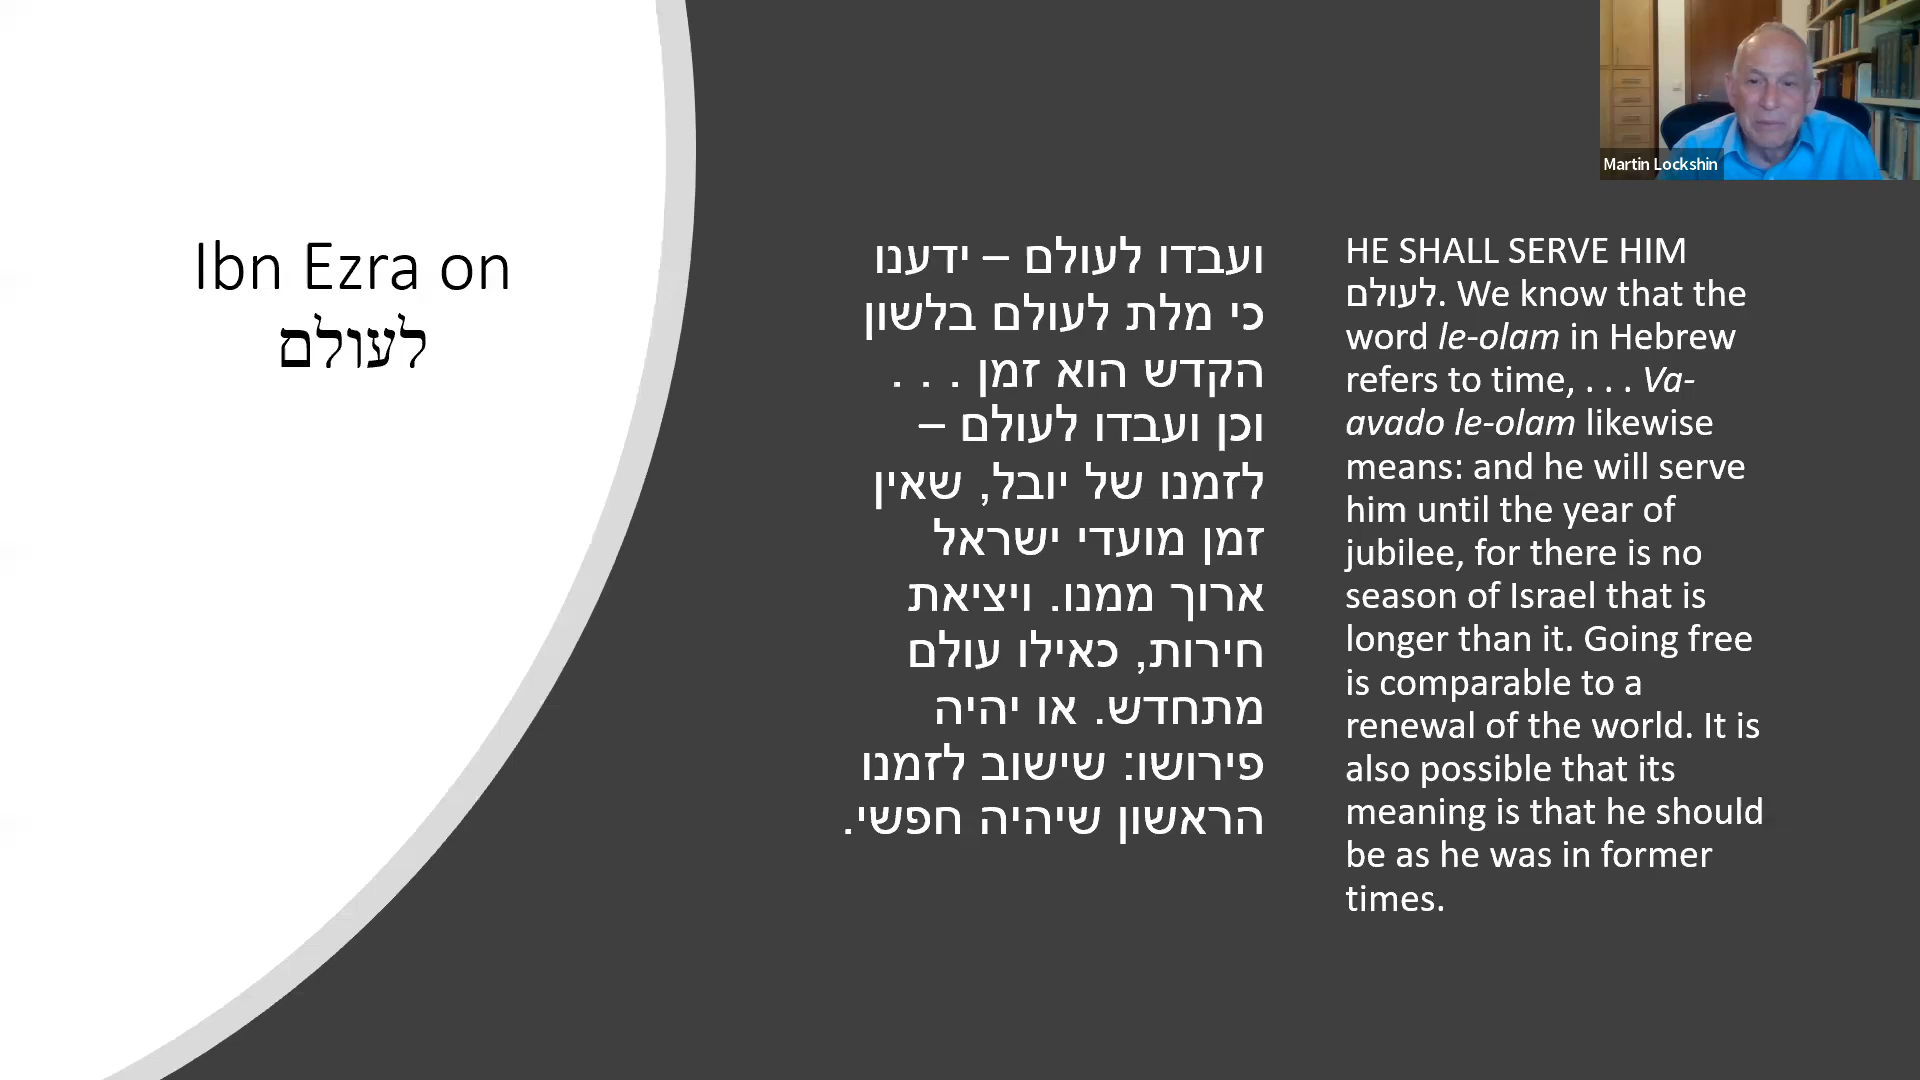 Ibn Ezra on
לעולם
ועבדו לעולם – ידענו
כי מלת לעולם בלשון
הקדש הוא זמן . . .
וכן ועבדו לעולם –
לזמנו של יובל, שאין
זמן מועדי ישראל
ארוך ממנו. ויציאת
חירות, כאילו עולם
מתחדש. או יהיה
פירושו: שישוב לזמנו
הראשון שיהיה חפשי.
HE SHALL SERVE HIM
לעולם. We know that the
word le-olam in Hebrew
refers to time, . . . Va-
avado le-olam likewise
means: and he will serve
him until the year of
jubilee, for there is no
season of Israel that is
longer than it. Going free
is comparable to a
renewal of the world. It is
also possible that its
meaning is that he should
be as he was in former
times.
Martin Lockshin